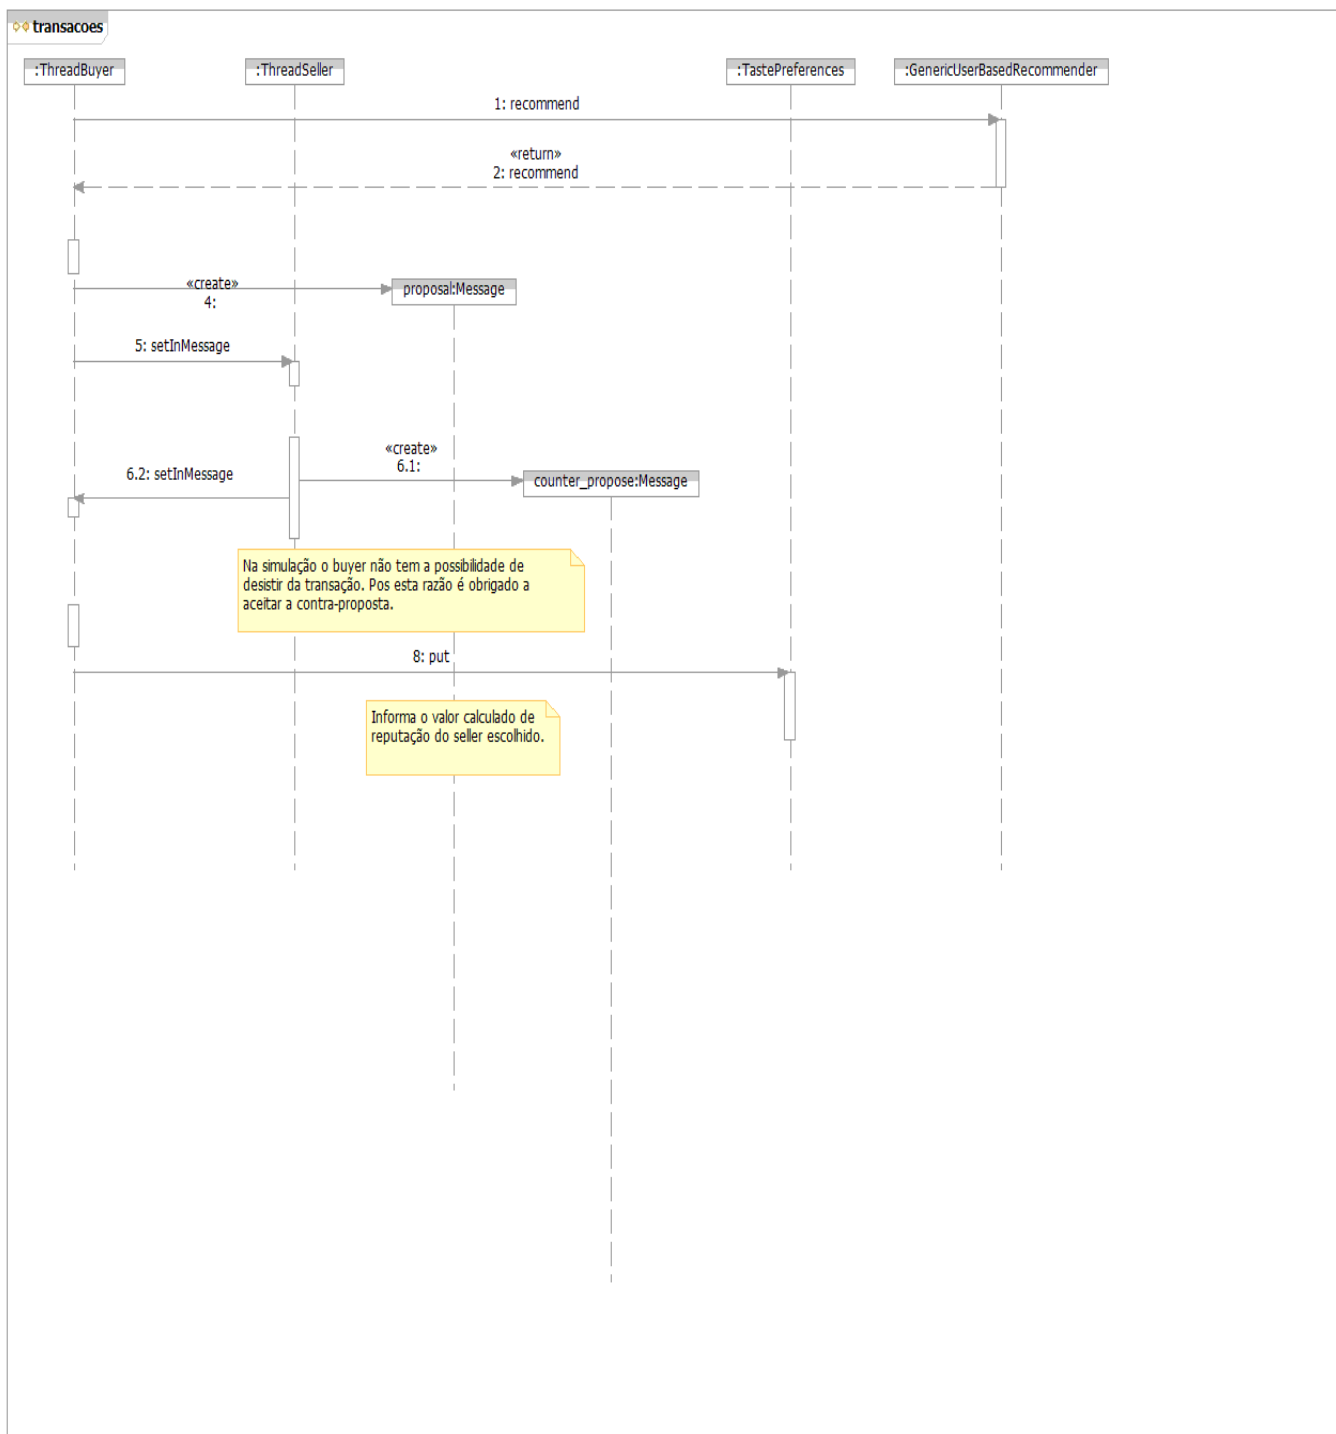 transacoes
:ThreadBuyer
:ThreadSeller
:TastePreferences
:GenericUserBasedRecommender
1: recommend
«return»
2: recommend
«create»
4:
proposal:Message
5: setInMessage
«create»
6.1:
6.2: setInMessage
counter_propose:Message
Na simulação o buyer não tem a possibilidade de
desistir da transação. Pos esta razão é obrigado a
aceitar a contra-proposta.
8: put
Informa o valor calculado de
reputação do seller escolhido.